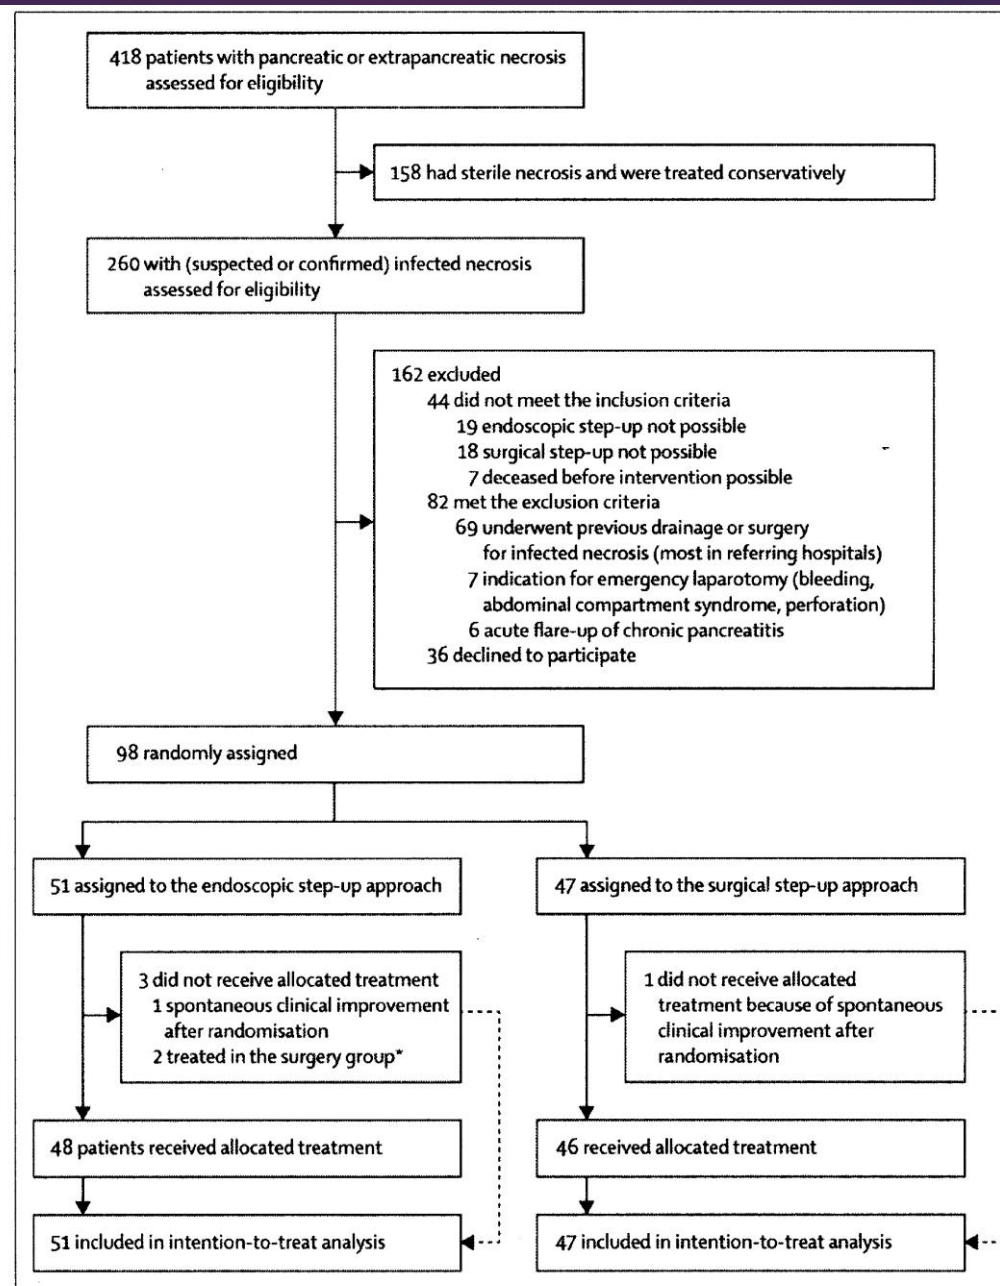 418 patients with pancreatic or extrapancreatic necrosis
assessed for eligibility
158 had sterile necrosis and were treated conservatively
260 with (suspected or confirmed) infected necrosis
assessed for eligibility
162 excluded
44 did not meet the inclusion criteria
19 endoscopic step-up not possible
18 surgical step-up not possible
7 deceased before intervention possible
82 met the exclusion criteria
69 underwent previous drainage or surgery
for infected necrosis (most in referring hospitals)
7 indication for emergency laparotomy (bleeding,
abdominal compartment syndrome, perforation)
6 acute flare-up of chronic pancreatitis
36 declined to participate
98 randomly assigned
51 assigned to the endoscopic step-up approach
47 assigned to the surgical step-up approach
3 did not receive allocated treatment
1 spontaneous clinical improvement
after randomisation
2 treated in the surgery group*
1 did not receive allocated
treatment because of spontaneous
clinical improvement after
randomisation
48 patients received allocated treatment
46 received allocated treatment
51 included in intention-to-treat analysis
47 included in intention-to-treat analysis